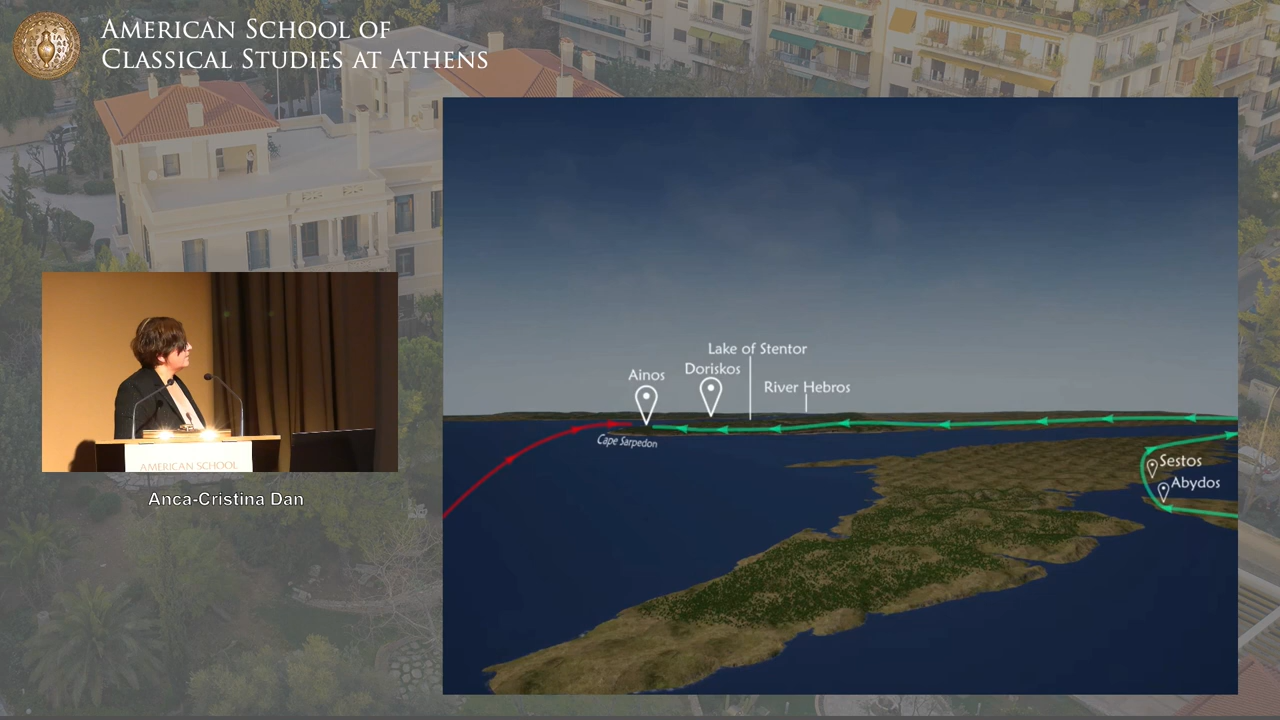 AMERICAN SCHOOL OF
CLASSICAL STUDIES AT ATHENS
Lake of Stentor
Ainos
Doriskos
River Hebros
Cape Sarpedon
Sestos
Abydos
AMERICAN SCHOOL
Anca-Cristina Dan